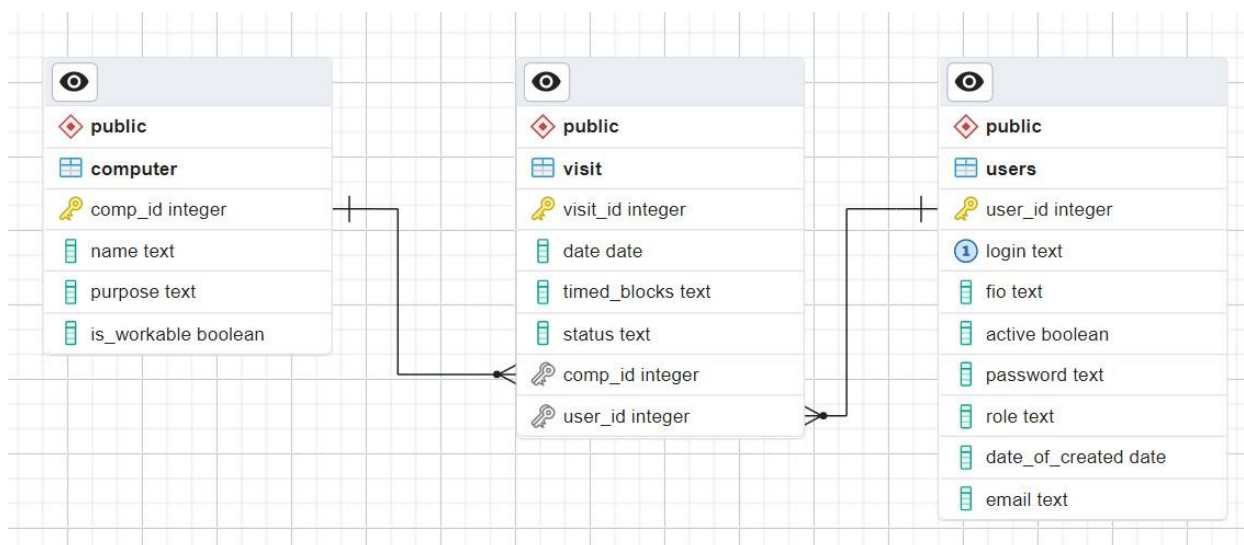 public
computer
comp_id integer
name text
purpose text
is_workable boolean
public
visit
visit_id integer
date date
timed_blocks text
status text
comp_id integer
user_id integer
public
users
user_id integer
1 login text
fio text
active boolean
password text
role text
date_of_created date
email text